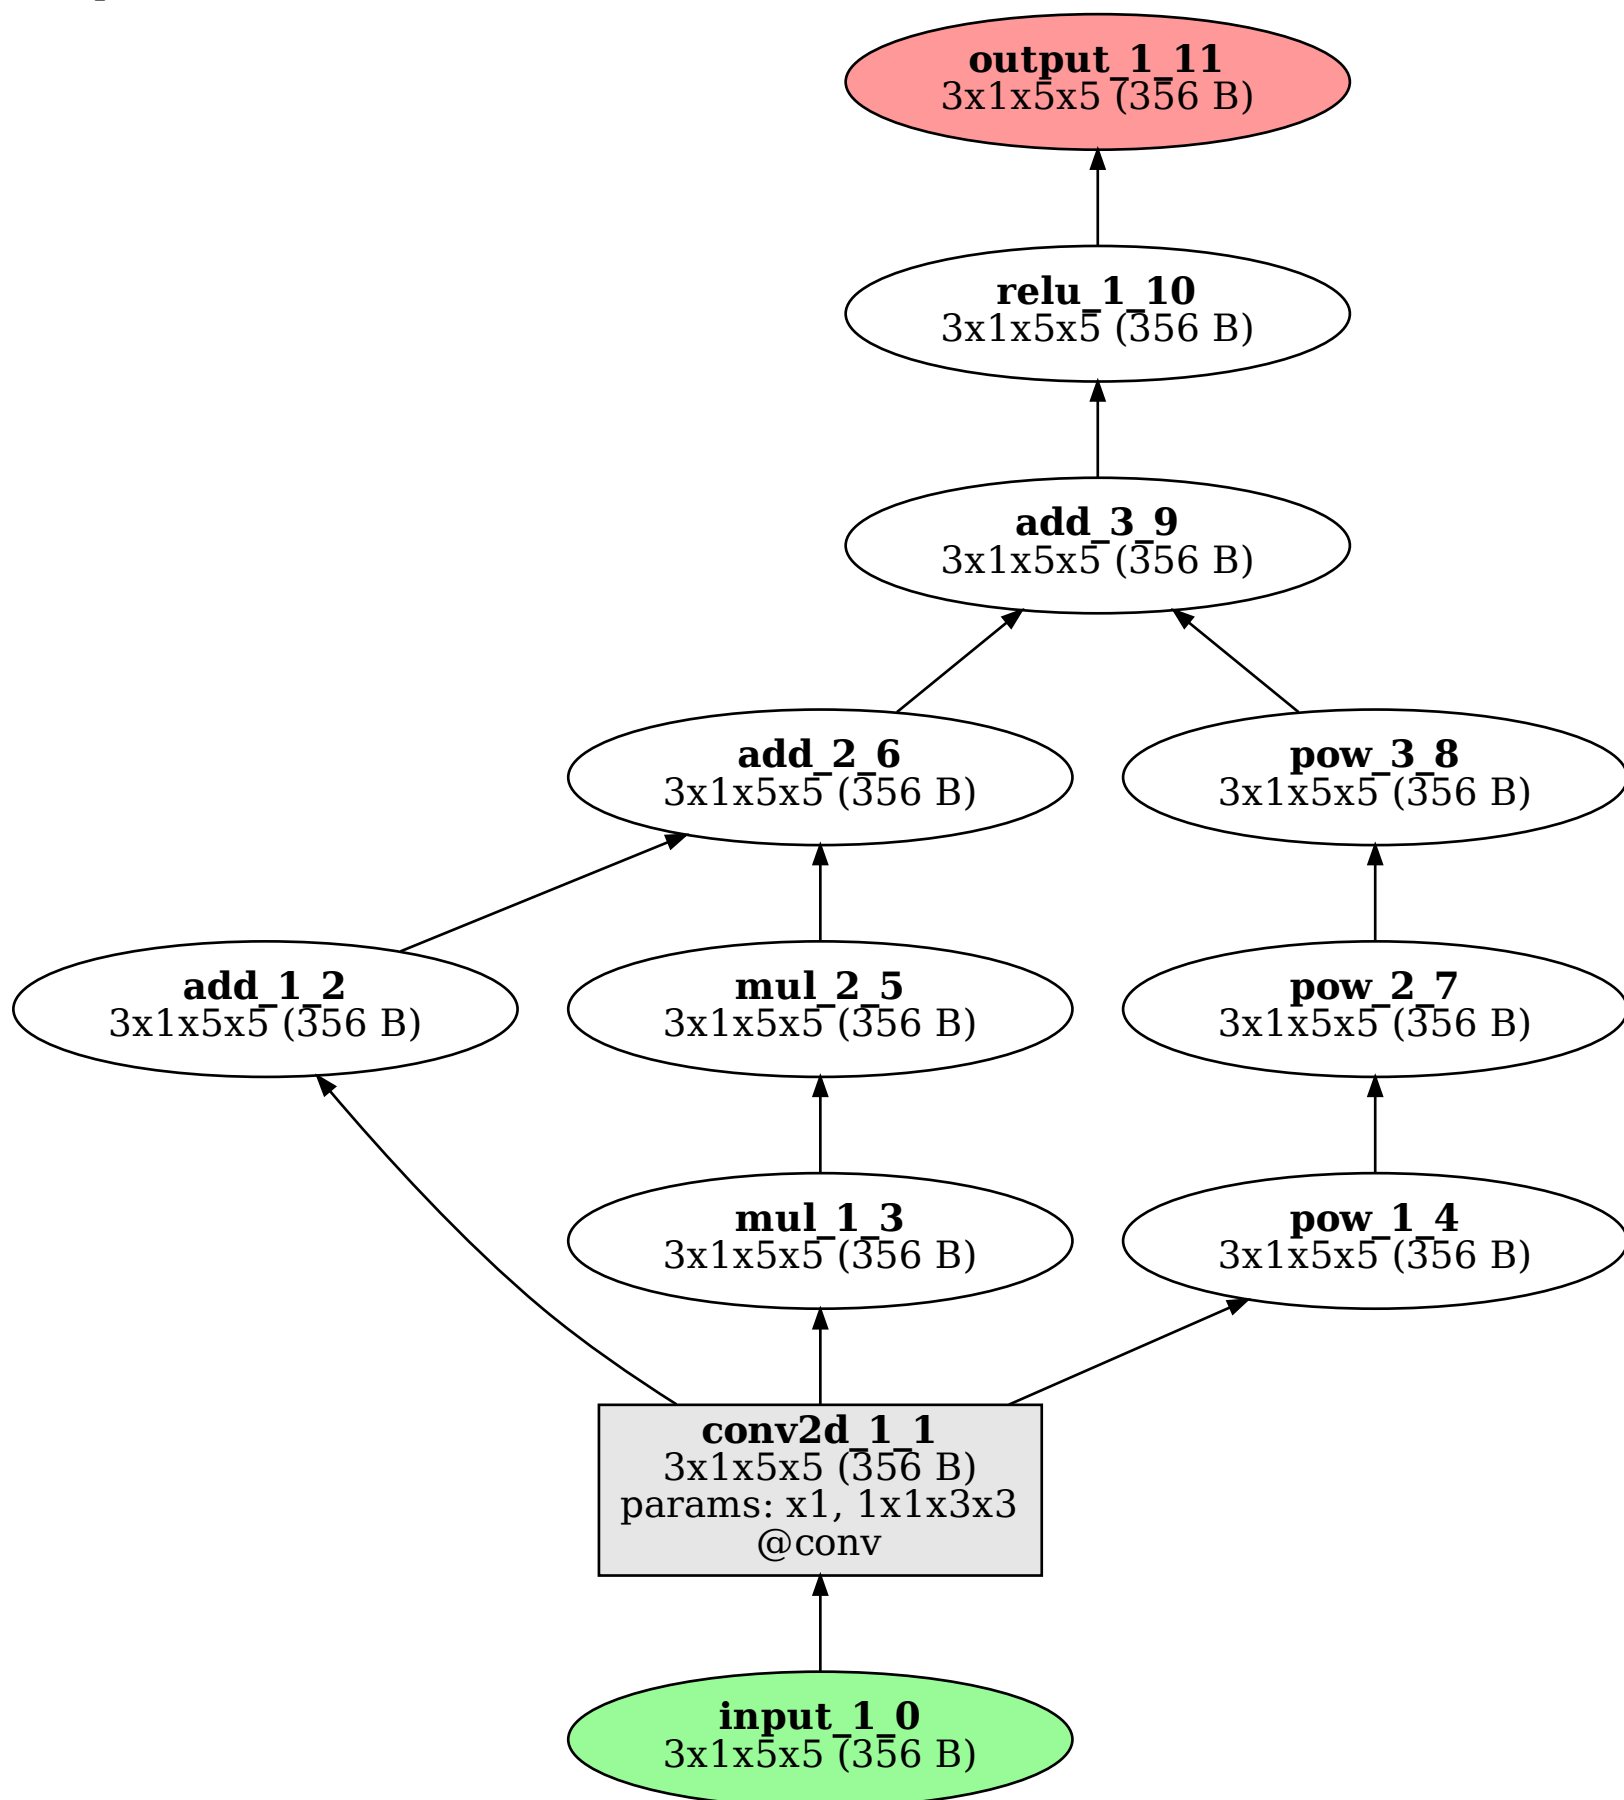 output_1_11
3x1x5x5 (356 B)
relu_1_10
3x1x5x5 (356 B)
add_3_9
3x1x5x5 (356 B)
add_2_6
3x1x5x5 (356 B)
pow_3_8
3x1x5x5 (356 B)
add_1_2
3x1x5x5 (356 B)
mul_2_5
3x1x5x5 (356 B)
pow_2_7
3x1x5x5 (356 B)
mul_1_3
3x1x5x5 (356 B)
pow_1_4
3x1x5x5 (356 B)
conv2d_1_1
3x1x5x5 (356 B)
params: x1, 1x1x3x3
@conv
input_1_0
3x1x5x5 (356 B)